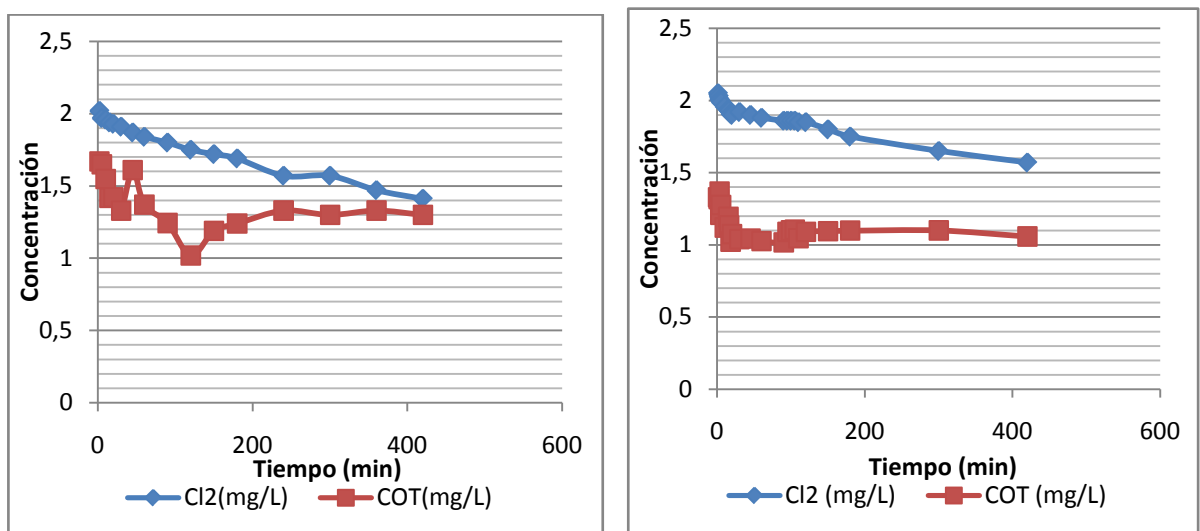 2,5
2
1,5
1
0,5
0
Concentración
0
200
400
600
Tiempo (min)
Cl2(mg/L)
COT(mg/L)
2,5
2
1,5
1
0,5
0
Concentración
0
200
400
600
Tiempo (min)
Cl2 (mg/L)
COT (mg/L)